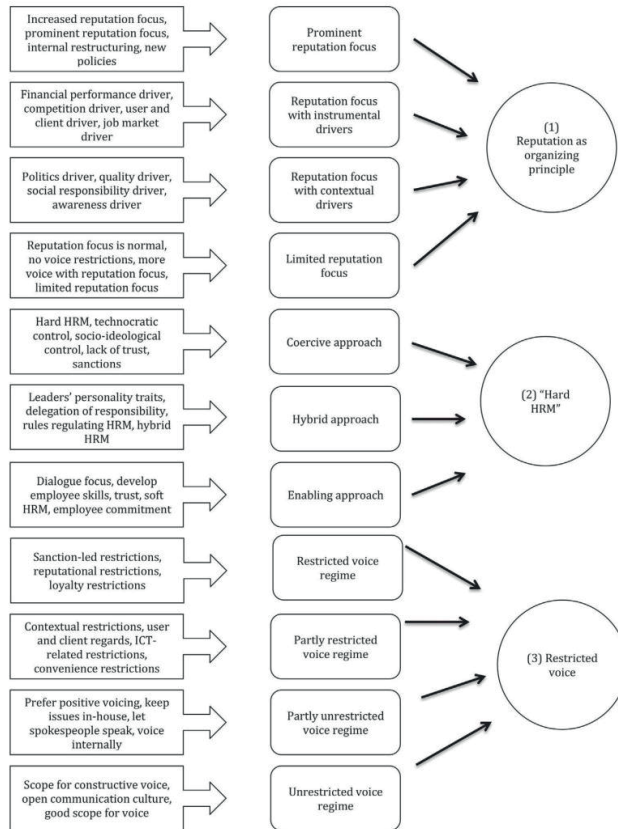 Increased reputation focus,
prominent reputation focus,
internal restructuring, new
policies
Prominent
reputation focus
Financial performance driver,
competition driver, user and
client driver, job market
driver
Reputation focus
with instrumental
drivers
(1)
Reputation as
organizing
principle
Politics driver, quality driver,
social responsibility driver,
awareness driver
Reputation focus
with contextual
drivers
Reputation focus is normal,
no voice restrictions, more
voice with reputation focus,
limited reputation focus
Limited reputation
focus
Hard HRM, technocratic
control, socio-ideological
control, lack of trust,
sanctions
Coercive approach
Leaders' personality traits,
delegation of responsibility,
rules regulating HRM, hybrid
HRM
Hybrid approach
(2) "Hard
HRM"
Dialogue focus, develop
employee skills, trust, soft
HRM, employee commitment
Enabling approach
Sanction-led restrictions,
reputational restrictions,
loyalty restrictions
Restricted voice
regime
Contextual restrictions, user
and client regards, ICT-
related restrictions,
convenience restrictions
Partly restricted
voice regime
(3) Restricted
voice
Prefer positive voicing, keep
issues in-house, let
spokespeople speak, voice
internally
Partly unrestricted
voice regime
Scope for constructive voice,
open communication culture,
good scope for voice
Unrestricted voice
regime